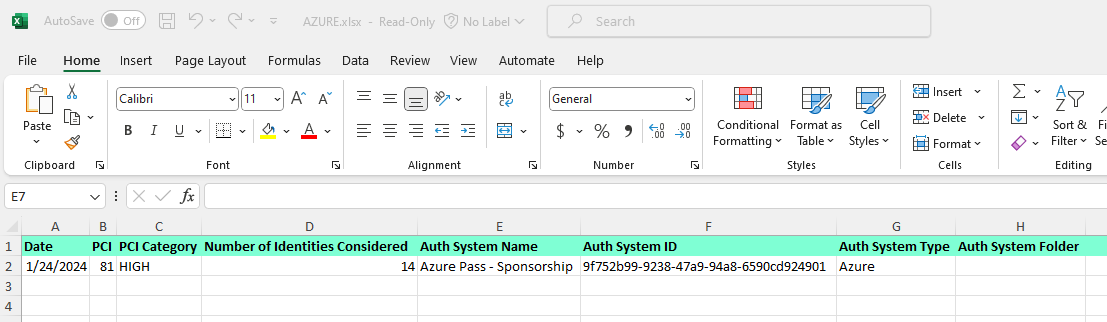 AutoSave Off AZURE.xlsx - Read-Only No Label Search
File Home Insert Page Layout Formulas Data Review View Automate Help
Paste Calibri 11 A A ab c General Conditional Formatting Format as Table Cell Styles Insert Delete Format Sort & Filter
B I U A $ % , .00
Clipboard Font Alignment Number Styles Cells Editing
E7 fx
A B C D E F G H
1 Date PCI PCI Category Number of Identities Considered Auth System Name Auth System ID Auth System Type Auth System Folder
2 1/24/2024 81 HIGH 14 Azure Pass - Sponsorship 9f752b99-9238-47a9-94a8-6590cd924901 Azure
3
4